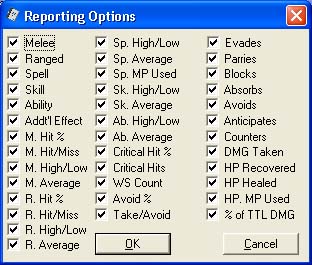 Reporting Options
Melee
Ranged
Spell
Skill
Ability
Addt'l Effect
M. Hit %
M. Hit/Miss
M. High/Low
M. Average
R. Hit %
R. Hit/Miss
R. High/Low
R. Average
Sp. High/Low
Sp. Average
Sp. MP Used
Sk. High/Low
Sk. Average
Ab. High/Low
Ab. Average
Critical Hit %
Critical Hits
WS Count
Avoid %
Take/Avoid
Evades
Parries
Blocks
Absorbs
Avoids
Anticipates
Counters
DMG Taken
HP Recovered
HP Healed
HP. MP Used
% of TTL DMG
OK
Cancel